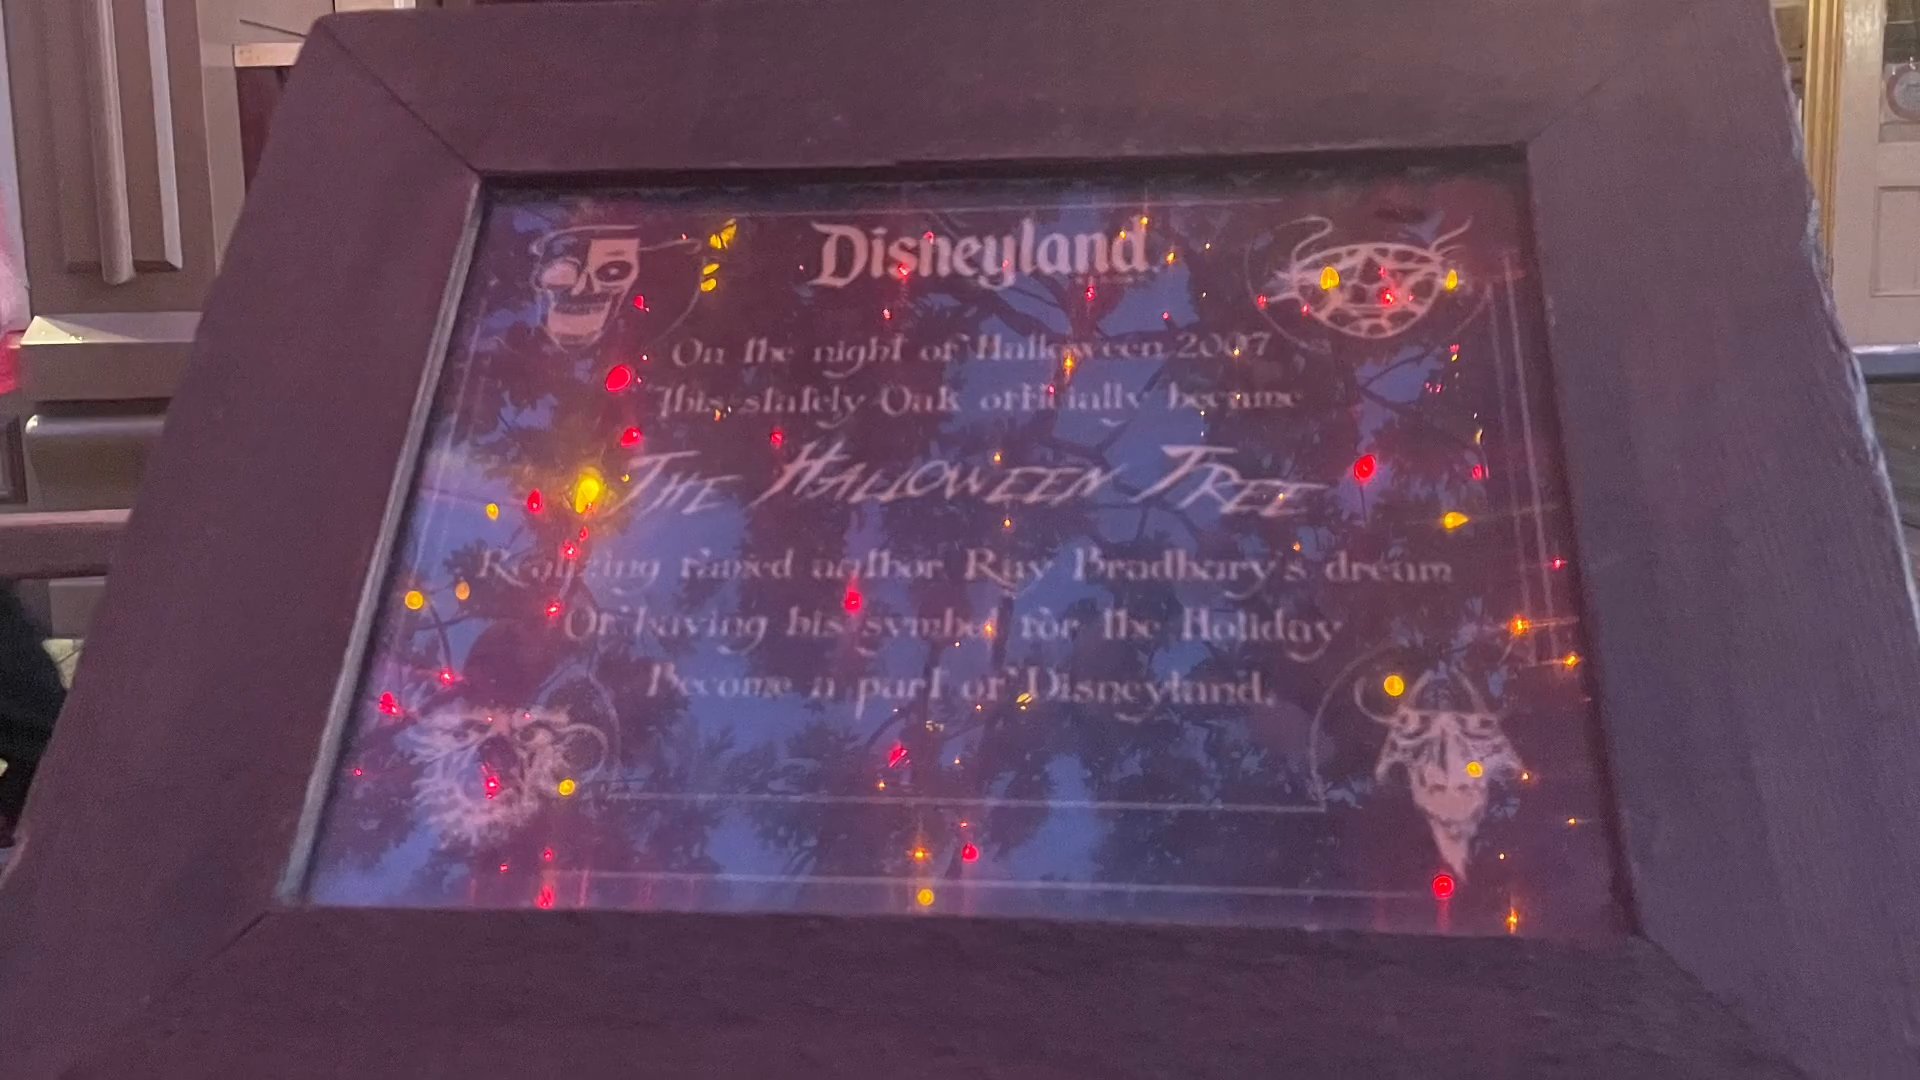 Disneyland
On the night of Halloween 2007
This stately Oak officially became
THE HALLOWEEN TREE
Realizing famed author Ray Bradbury's dream
Of having his symbol for the Holiday
Become a part of Disneyland.